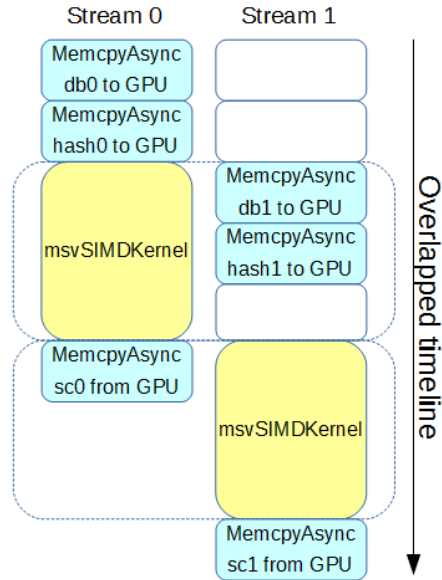 Stream 0
Stream 1
MemcpyAsync
db0 to GPU
MemcpyAsync
hash0 to GPU
msvSIMDKernel
MemcpyAsync
db1 to GPU
MemcpyAsync
hash1 to GPU
MemcpyAsync
sc0 from GPU
msvSIMDKernel
MemcpyAsync
sc1 from GPU
Overlapped timeline